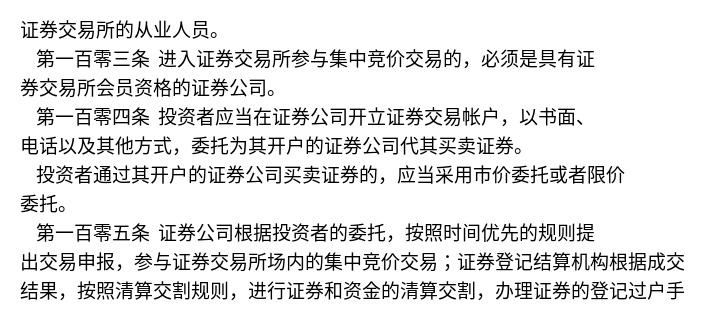 证券交易所的从业人员。
第一百零三条 进入证券交易所参与集中竞价交易的，必须是具有证
券交易所会员资格的证券公司。
第一百零四条 投资者应当在证券公司开立证券交易帐户，以书面、
电话以及其他方式，委托为其开户的证券公司代其买卖证券。
投资者通过其开户的证券公司买卖证券的，应当采用市价委托或者限价
委托。
第一百零五条 证券公司根据投资者的委托，按照时间优先的规则提
出交易申报，参与证券交易所场内的集中竞价交易；证券登记结算机构根据成交
结果，按照清算交割规则，进行证券和资金的清算交割，办理证券的登记过户手